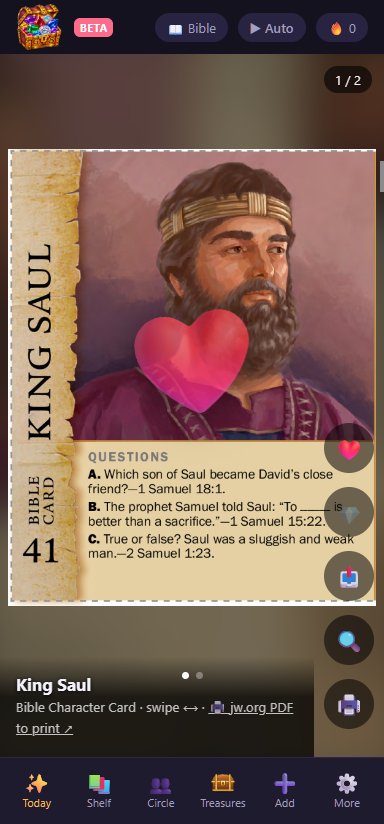 BETA
Bible
Auto
0
1 / 2
KING SAUL
BIBLE
CARD
41
QUESTIONS
A. Which son of Saul became David's close
friend?—1 Samuel 18:1.
B. The prophet Samuel told Saul: “To _____ is
better than a sacrifice.”—1 Samuel 15:22.
C. True or false? Saul was a sluggish and weak
man.—2 Samuel 1:23.
King Saul
Bible Character Card · swipe ↔ · jw.org PDF
to print ↗
Today
Shelf
Circle
Treasures
Add
More